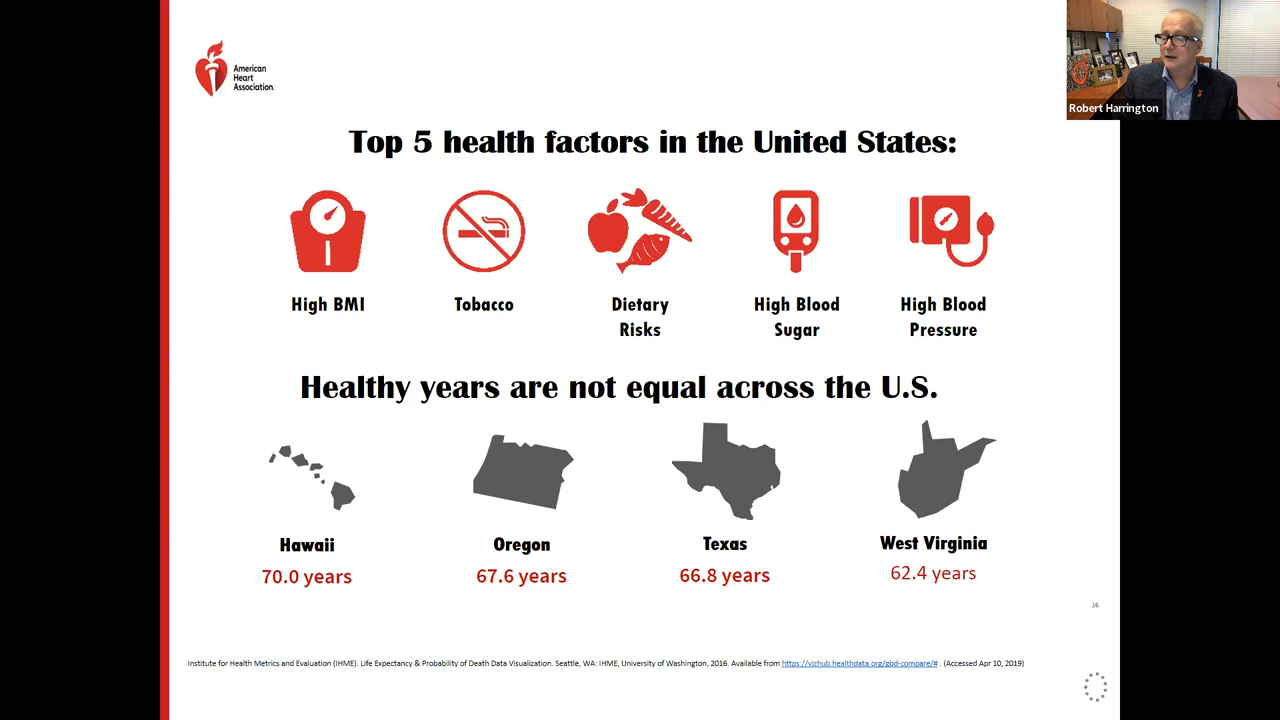 American
Heart
Association.
Robert Harrington
Top 5 health factors in the United States:
High BMI
Tobacco
Dietary
Risks
High Blood
Sugar
High Blood
Pressure
Healthy years are not equal across the U.S.
Hawaii
70.0 years
Oregon
67.6 years
Texas
66.8 years
West Virginia
62.4 years
16
Institute for Health Metrics and Evaluation (IHME). Life Expectancy & Probability of Death Data Visualization. Seattle, WA: IHME, University of Washington, 2016. Available from https://vizhub.healthdata.org/gbd-compare/# . (Accessed Apr 10, 2019)